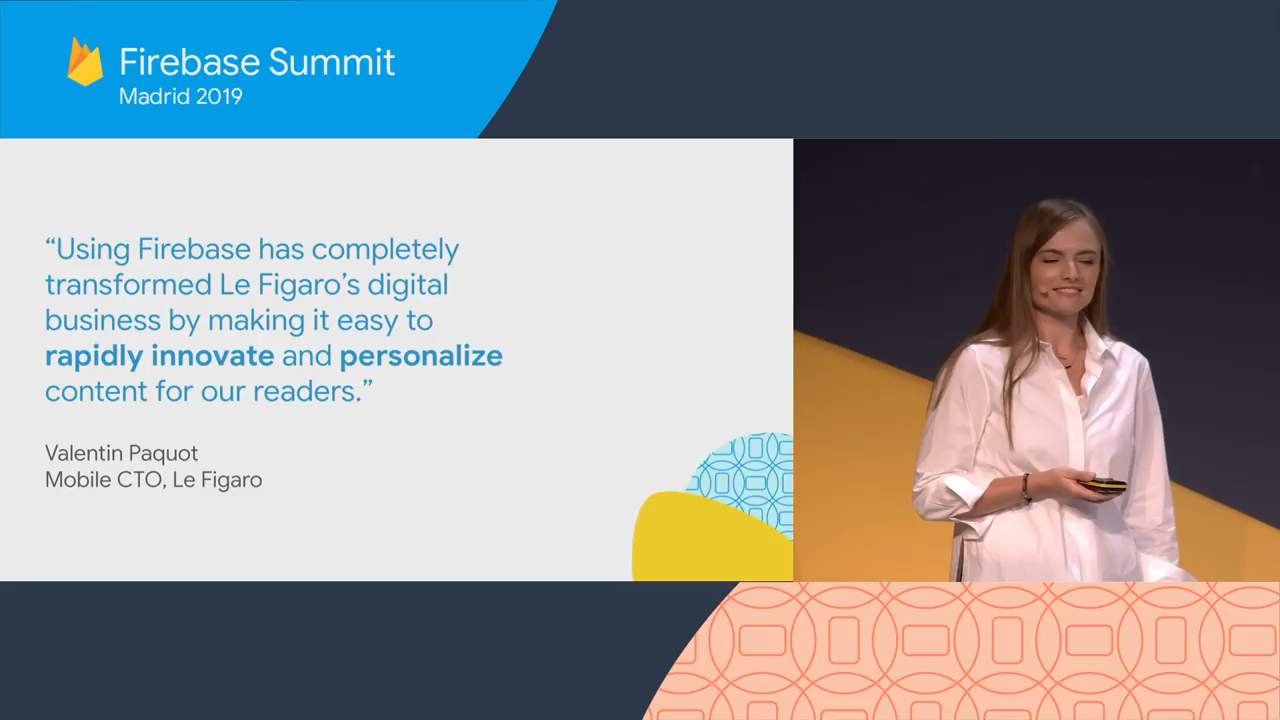 Firebase Summit
Madrid 2019
“Using Firebase has completely
transformed Le Figaro’s digital
business by making it easy to
rapidly innovate and personalize
content for our readers.”
Valentin Paquot
Mobile CTO, Le Figaro